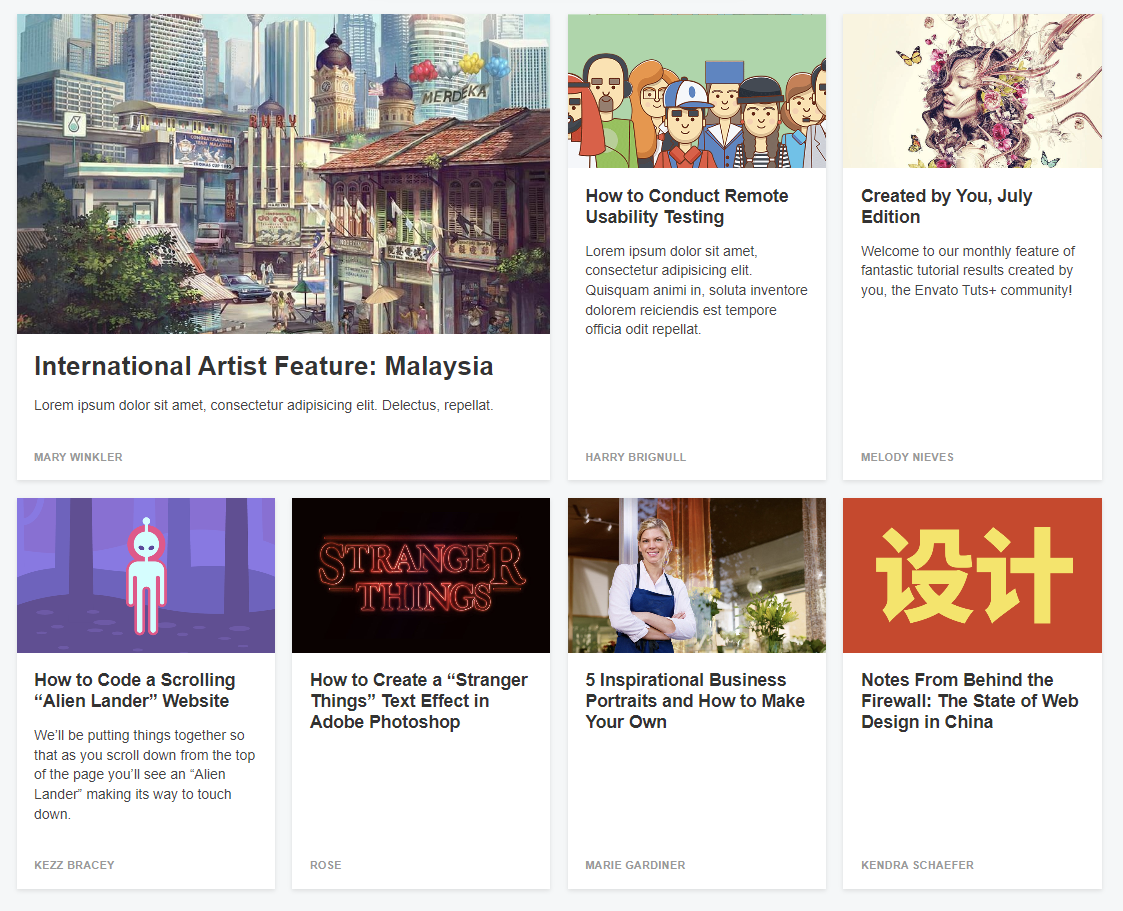 MERDEKA
RUBY
CONGRATULATIONS
TEAM MALAYSIA
THOMAS CUP 1992
International Artist Feature: Malaysia
Lorem ipsum dolor sit amet, consectetur adipisicing elit. Delectus, repellat.
MARY WINKLER
How to Conduct Remote
Usability Testing
Lorem ipsum dolor sit amet,
consectetur adipisicing elit.
Quisquam animi in, soluta inventore
dolorem reiciendis est tempore
officia odit repellat.
HARRY BRIGNULL
Created by You, July
Edition
Welcome to our monthly feature of
fantastic tutorial results created by
you, the Envato Tuts+ community!
MELODY NIEVES
How to Code a Scrolling
“Alien Lander” Website
We’ll be putting things together so
that as you scroll down from the top
of the page you’ll see an “Alien
Lander” making its way to touch
down.
KEZZ BRACEY
STRANGER
THINGS
How to Create a “Stranger
Things” Text Effect in
Adobe Photoshop
ROSE
5 Inspirational Business
Portraits and How to Make
Your Own
MARIE GARDINER
设计
Notes From Behind the
Firewall: The State of Web
Design in China
KENDRA SCHAEFER